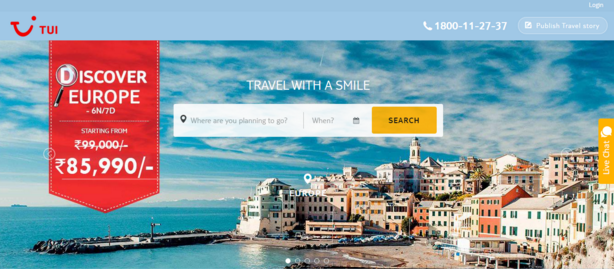 Login
TUI
1800-11-27-37
Publish Travel story
DISCOVER
EUROPE
- 6N/7D
STARTING FROM
₹99,000/-
₹85,990/-
TRAVEL WITH A SMILE
Where are you planning to go?
When?
SEARCH
EUROPE
Live Chat